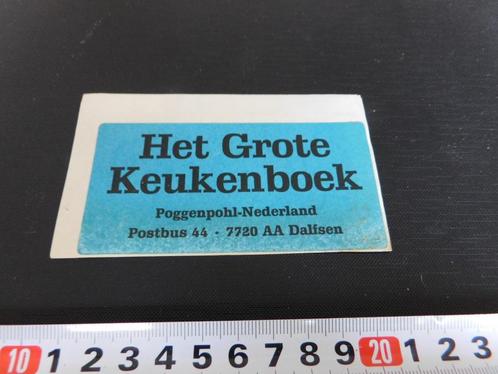 Het Grote
Keukenboek
Poggenpohl-Nederland
Postbus 44 - 7720 AA Dalfsen
10 1 2 3 4 5 6 7 8 9 20 1 2 3